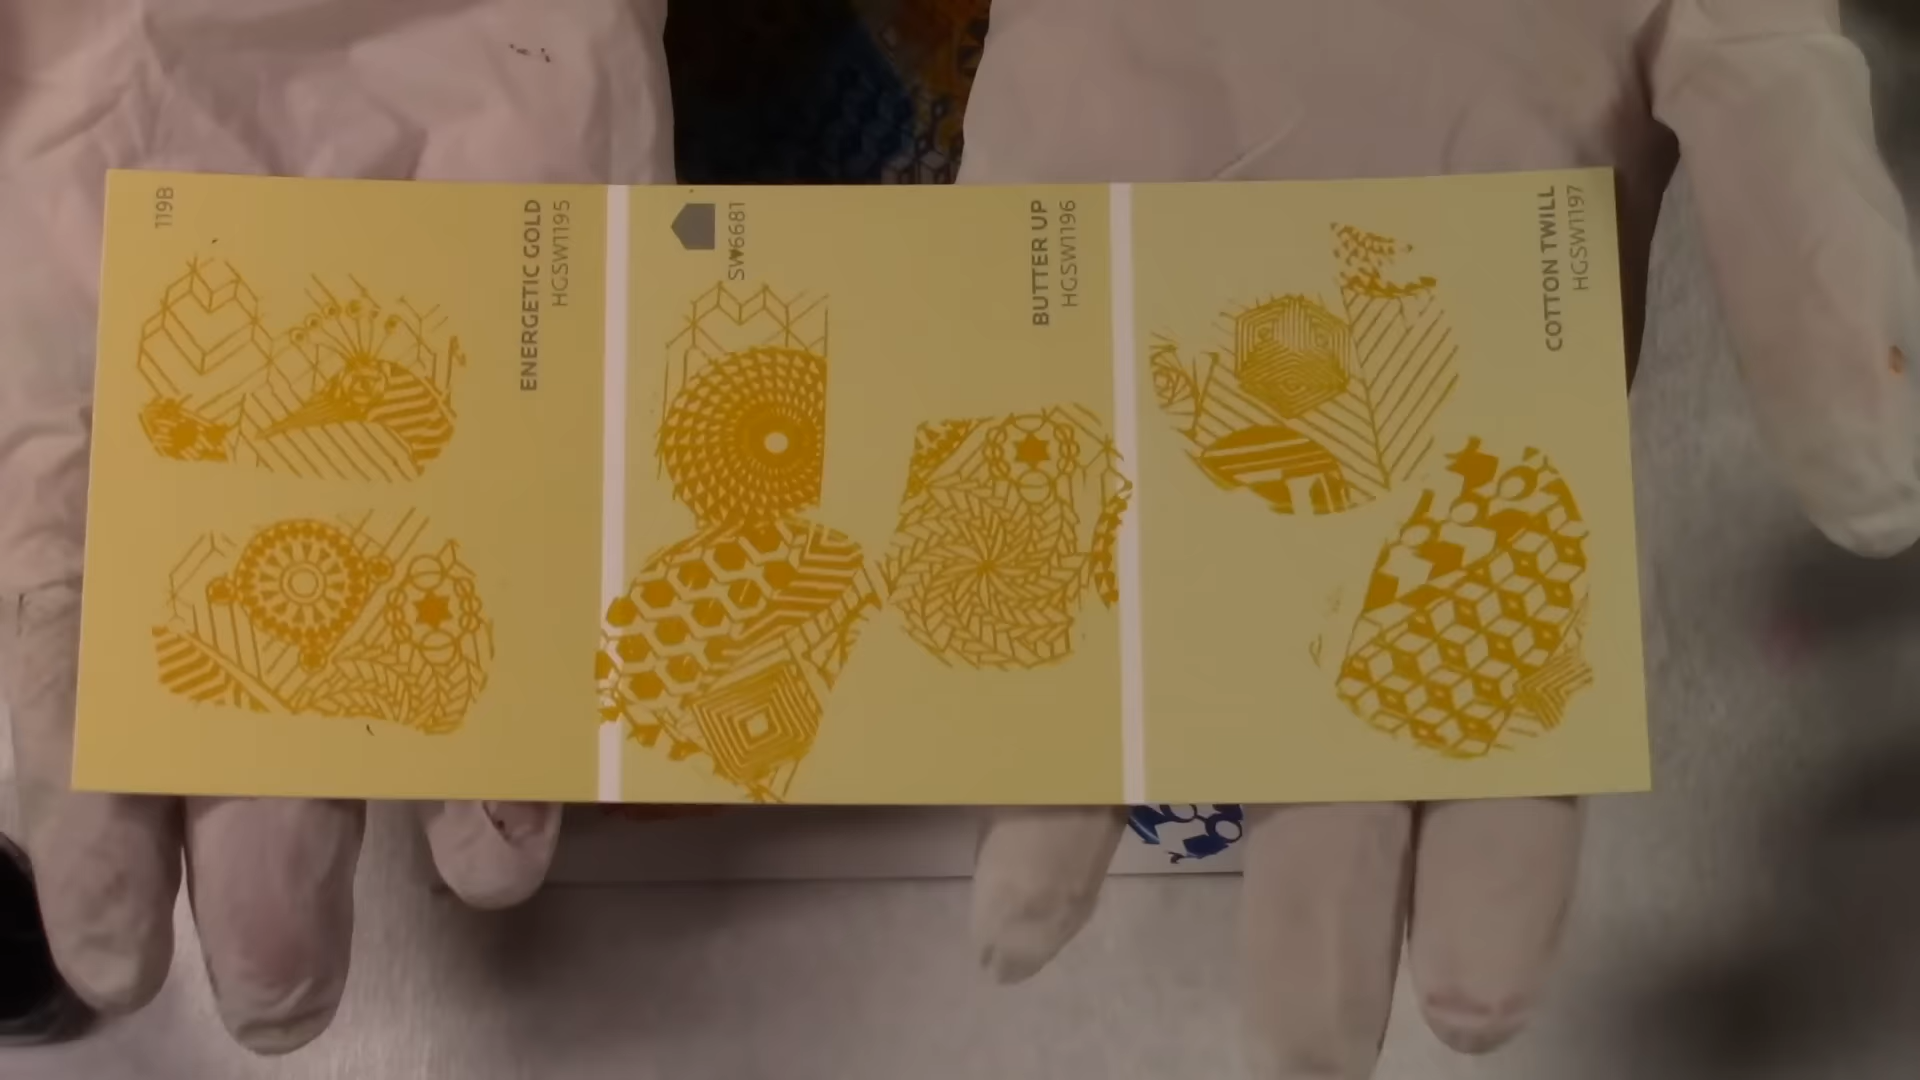 119B
ENERGETIC GOLD
HGSW1195
SW6681
BUTTER UP
HGSW1196
COTTON TWILL
HGSW1197